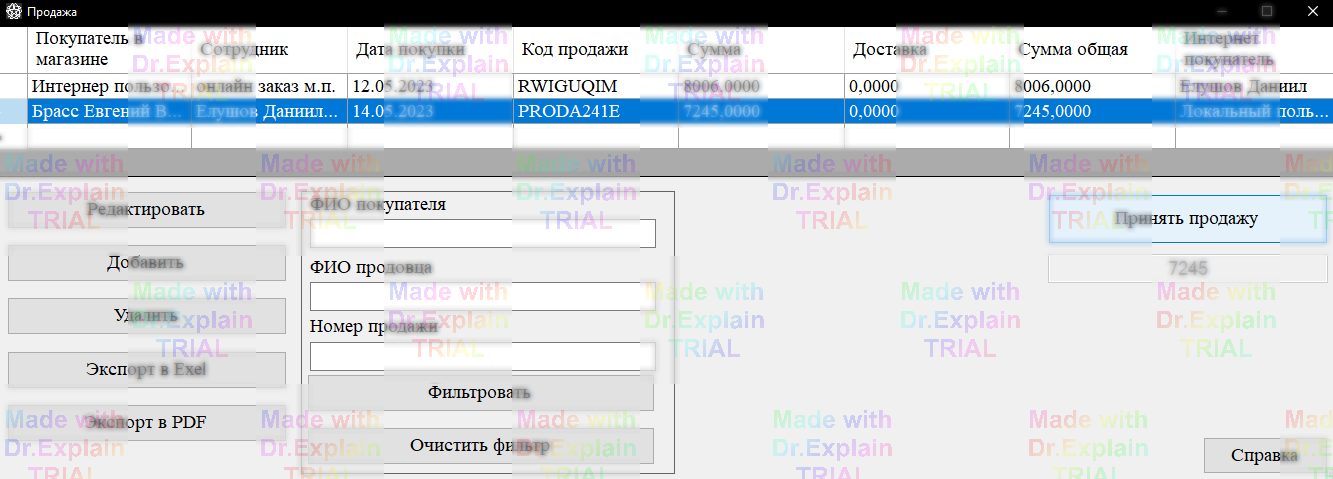 Продажа
Покупатель в магазине Сотрудник Дата покупки Код продажи Сумма Доставка Сумма общая Интернет покупатель
Интернер пользо... онлайн заказ м.п. 12.05.2023 RWIGUQIM 8006,0000 0,0000 8006,0000 Елушов Даниил
Брасс Евгений В... Елушов Даниил... 14.05.2023 PRODA241E 7245,0000 0,0000 7245,0000 Локальный поль...
Редактировать
Добавить
Удалить
Экспорт в Exel
Экспорт в PDF
ФИО покупателя
ФИО продовца
Номер продажи
Фильтровать
Очистить фильтр
Принять продажу
7245
Справка
Made with
Dr.Explain
TRIAL